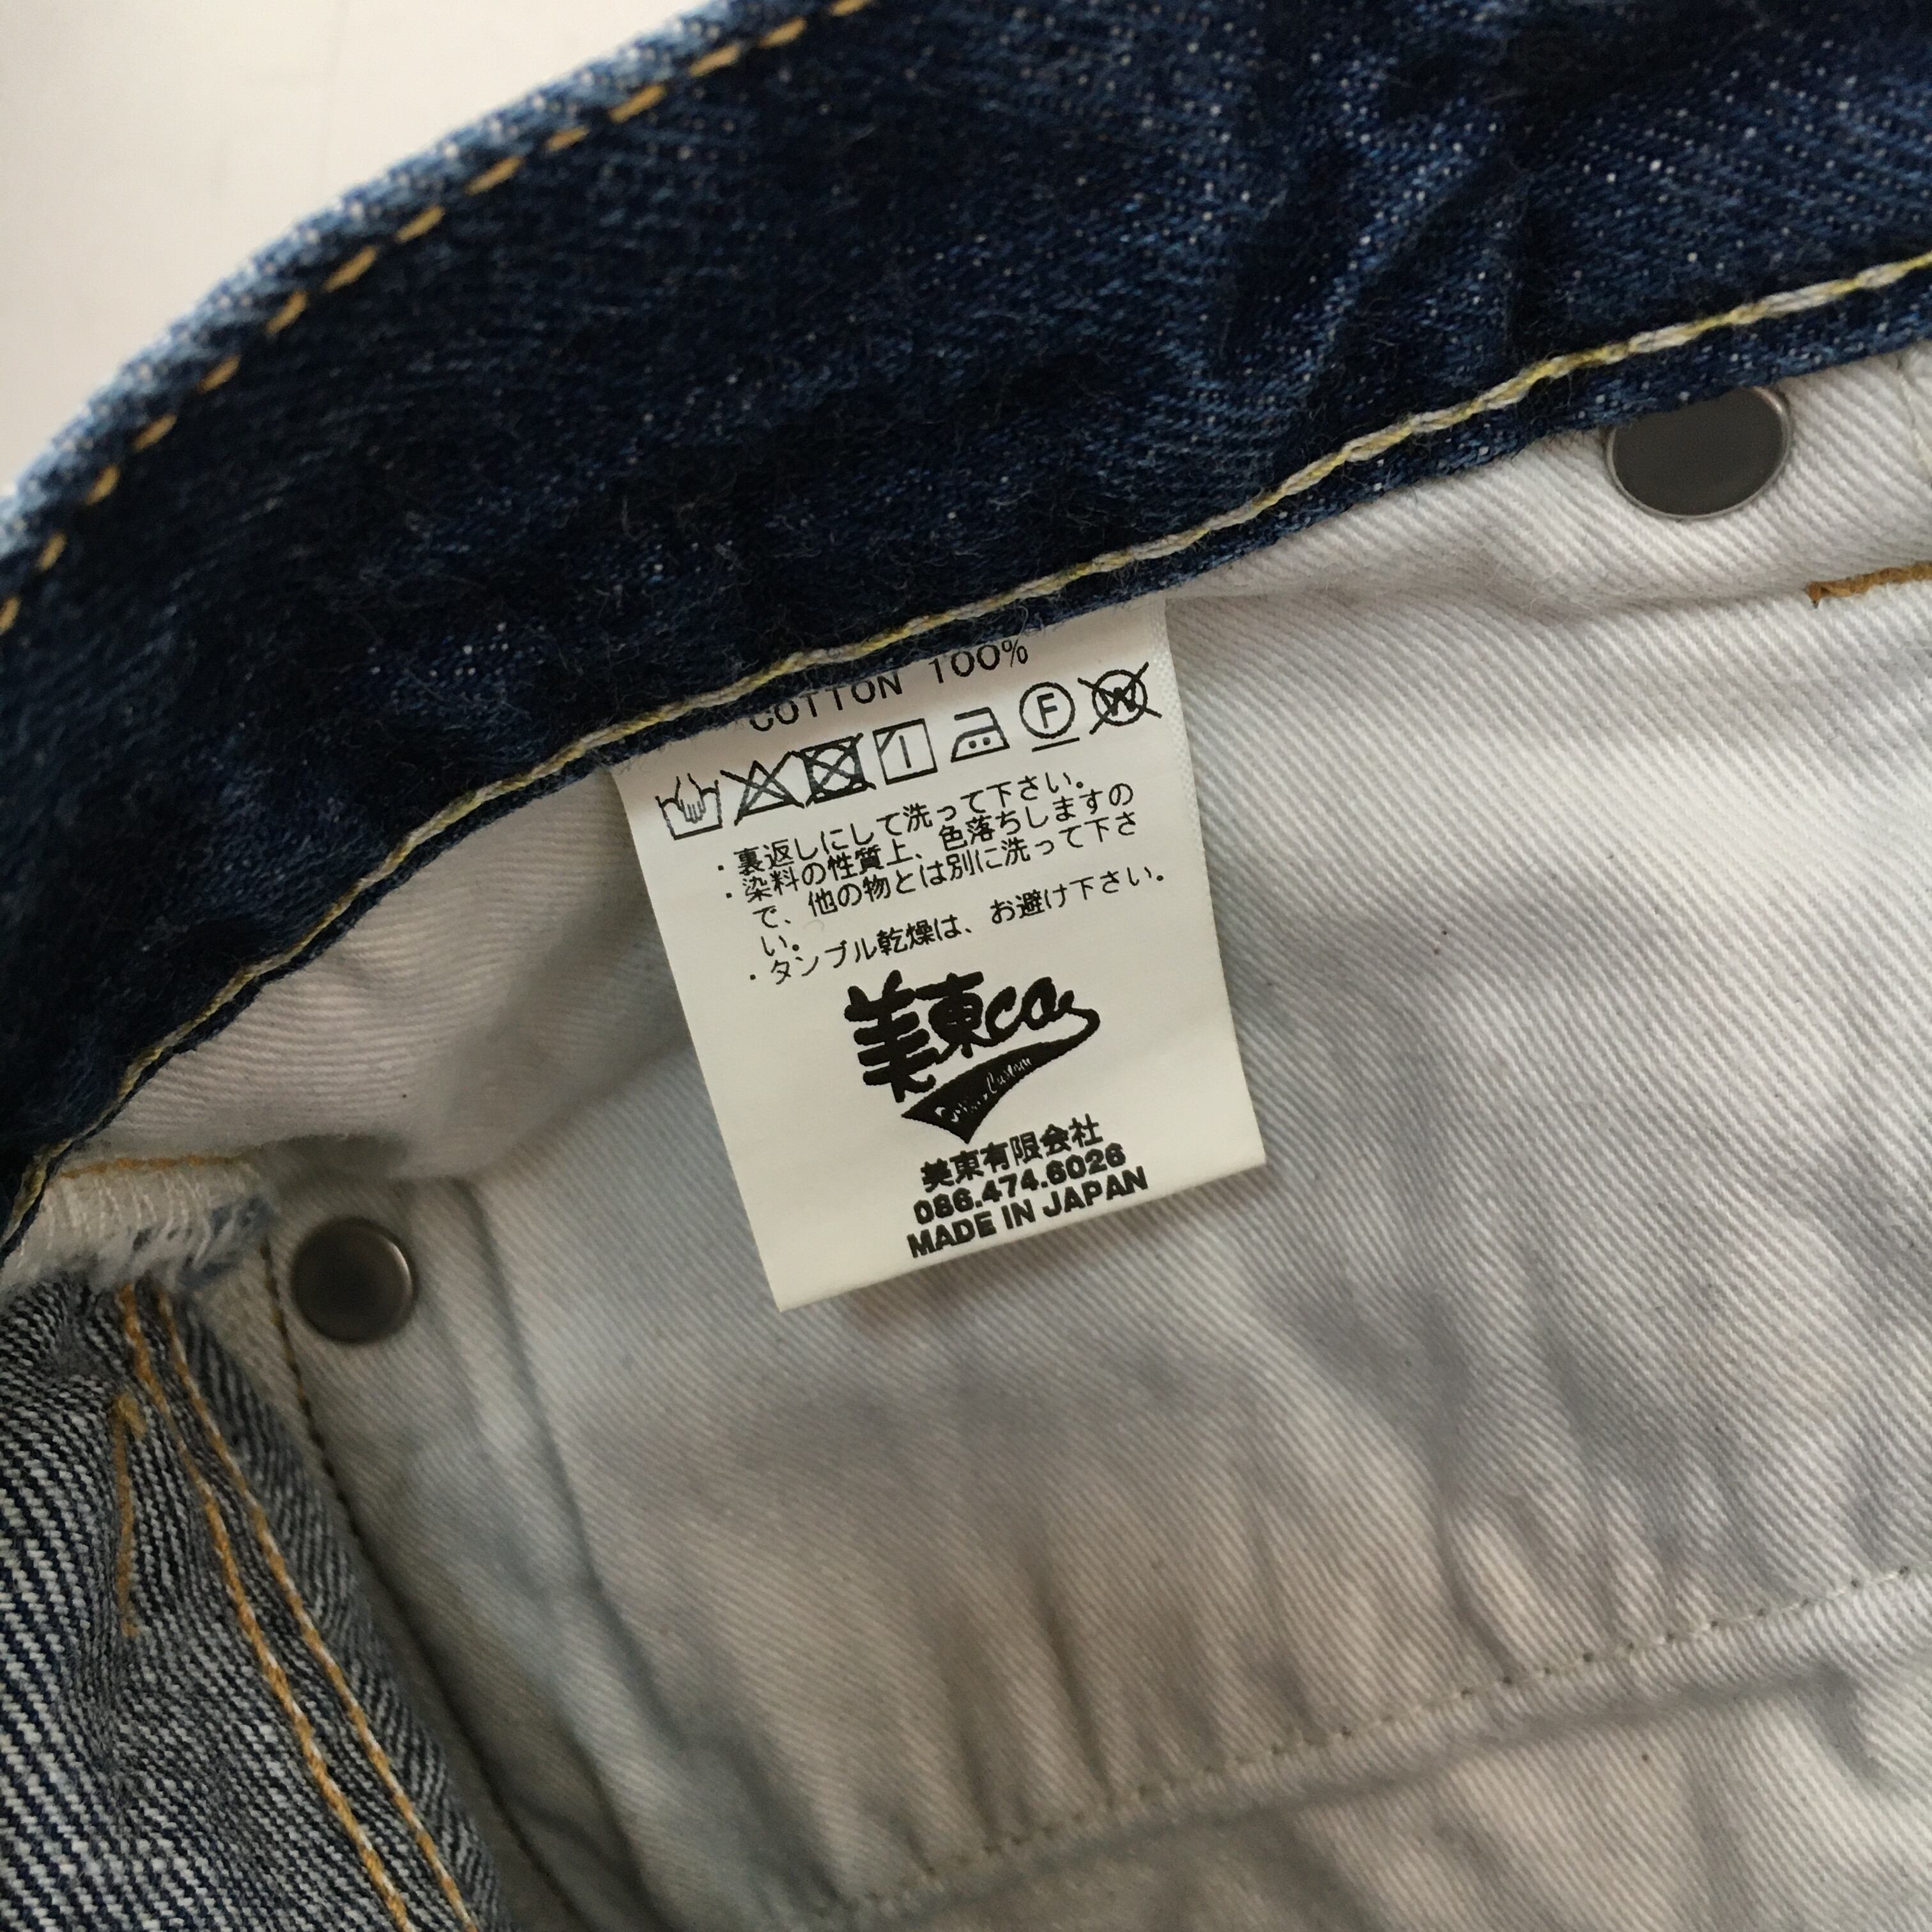 COTTON 100%
F W
・裏返しにして洗って下さい。
・染料の性質上、色落ちしますの
で、他の物とは別に洗って下さ
い。
・タンブル乾燥は、お避け下さい。
美東ca
美東有限会社
086.474.6026
MADE IN JAPAN